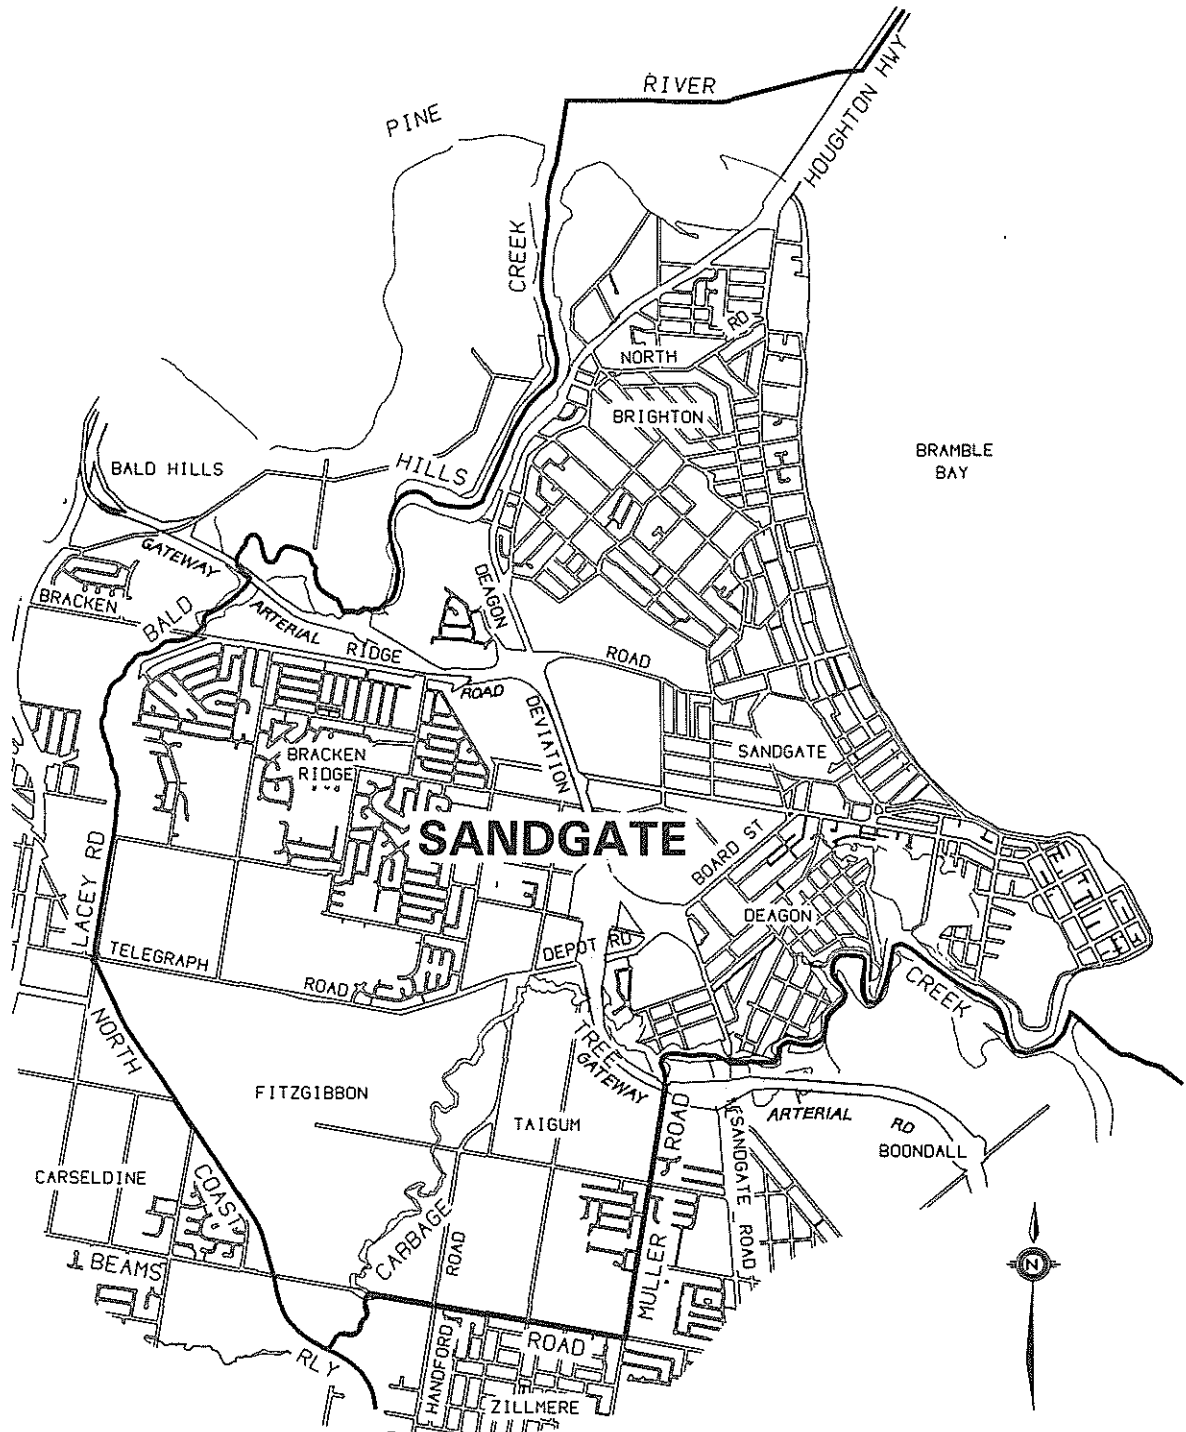 RIVER
HOUGHTON HWY
PINE
CREEK
RD
NORTH
BRIGHTON
BRAMBLE
BAY
BALD HILLS
HILLS
GATEWAY
DEAGON
BRACKEN
BALD
ARTERIAL
RIDGE
ROAD
ROAD
DEVIATION
SANDGATE
BRACKEN
RIDGE
SANDGATE
BOARD ST
LACEY RD
DEAGON
DEPOT RD
TELEGRAPH
ROAD
CREEK
NORTH
TREE
GATEWAY
FITZGIBBON
TAIGUM
ROAD
SANDGATE ROAD
ARTERIAL
RD
BOONDALL
CARSELDINE
COAST
CABBAGE
ROAD
MULLER
BEAMS
N
ROAD
RLY
HANDFORD
ZILLMERE